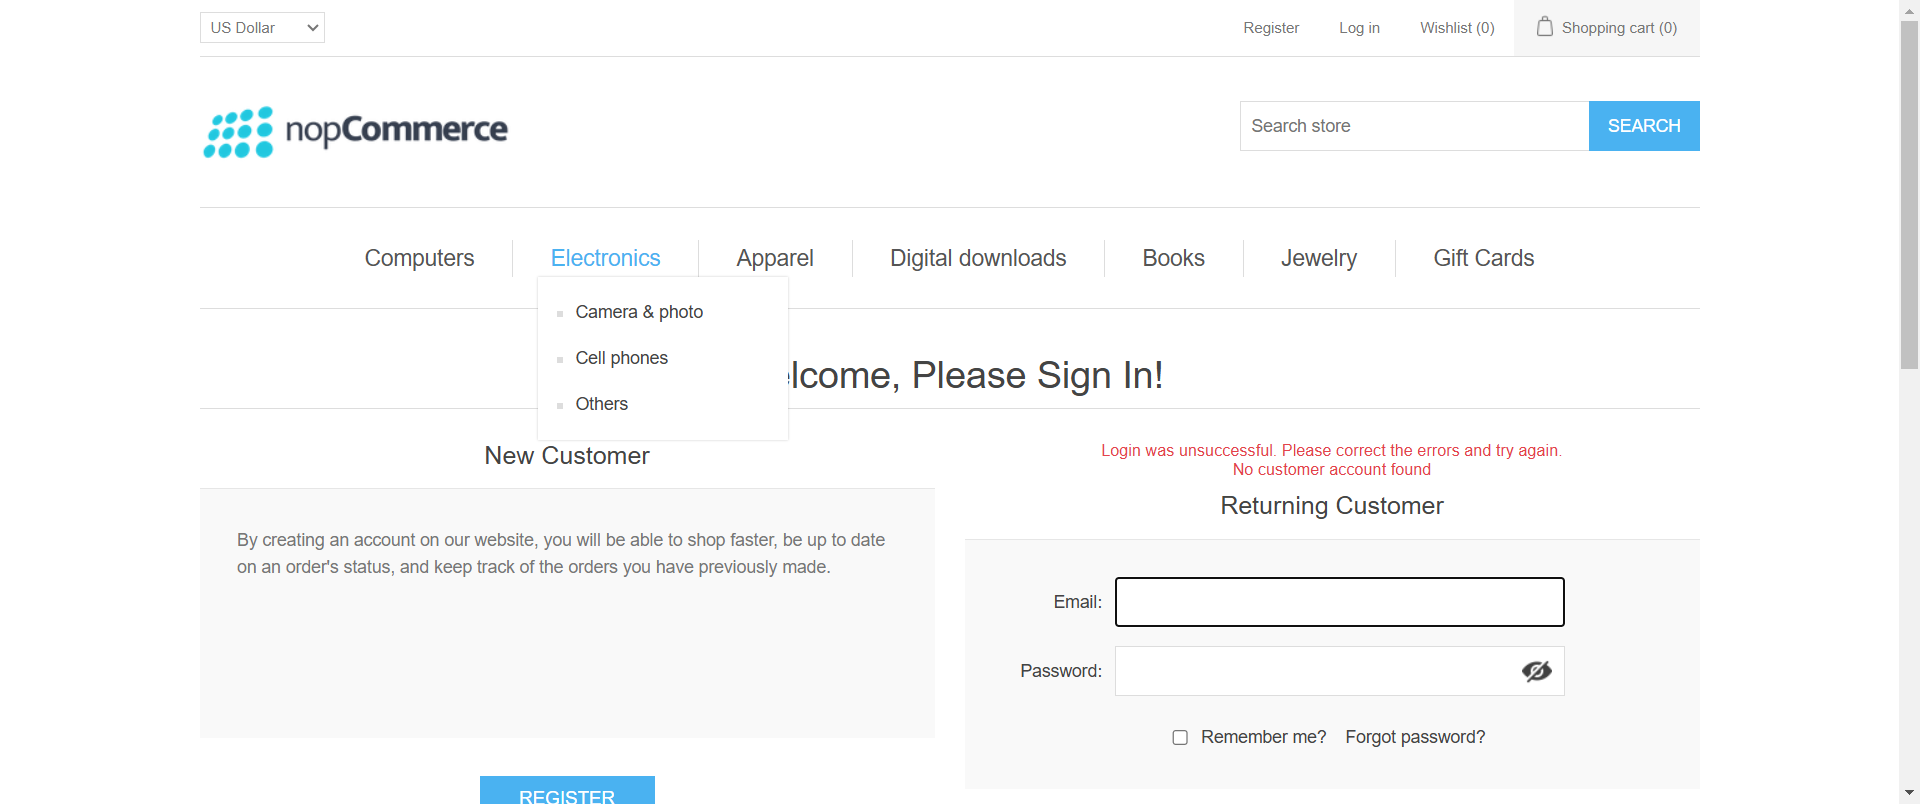 US Dollar
Register
Log in
Wishlist (0)
Shopping cart (0)
nopCommerce
Search store
SEARCH
Computers
Electronics
Apparel
Digital downloads
Books
Jewelry
Gift Cards
Camera & photo
Cell phones
Others
lcome, Please Sign In!
New Customer
By creating an account on our website, you will be able to shop faster, be up to date
on an order's status, and keep track of the orders you have previously made.
REGISTER
Login was unsuccessful. Please correct the errors and try again.
No customer account found
Returning Customer
Email:
Password:
Remember me?
Forgot password?